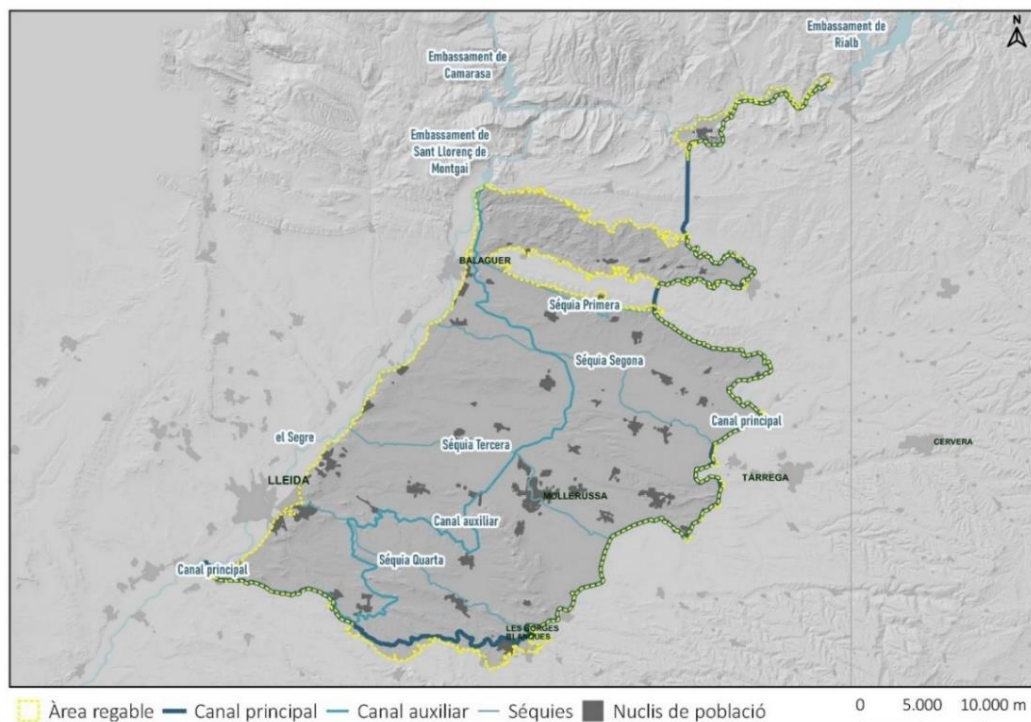 N
Embassament de
Rialb
Embassament de
Camarasa
Embassament de
Sant Llorenç de
Montgai
BALAGUER
Séquia Primera
Séquia Segona
Canal principal
el Segre
Séquia Tercera
CERVERA
LLEIDA
TÀRREGA
MOLLERUSSA
Canal auxiliar
Séquia Quarta
Canal principal
LES BORGES
BLANQUES
Àrea regable
Canal principal
Canal auxiliar
Séquies
Nuclis de població
0 5.000 10.000 m